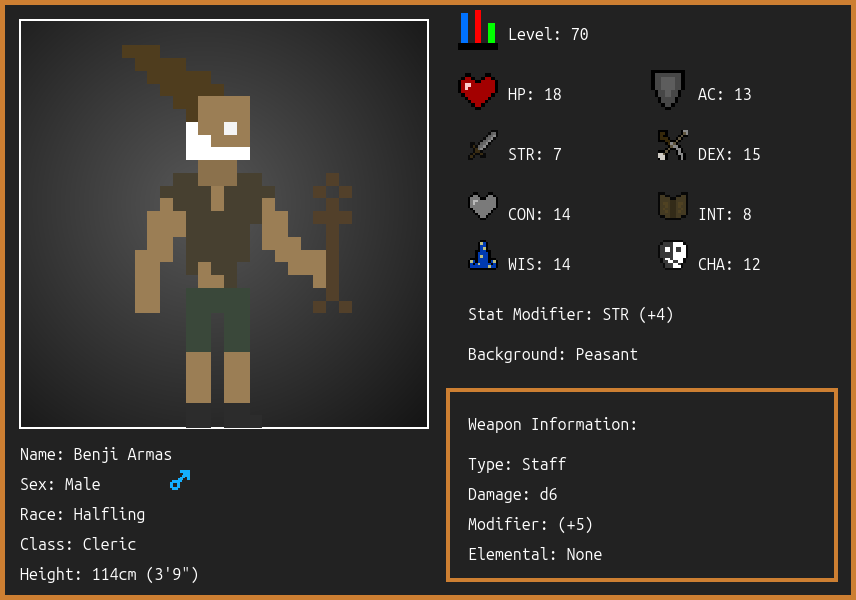 Level: 70
HP: 18
AC: 13
STR: 7
DEX: 15
CON: 14
INT: 8
WIS: 14
CHA: 12
Stat Modifier: STR (+4)
Background: Peasant
Weapon Information:
Type: Staff
Damage: d6
Modifier: (+5)
Elemental: None
Name: Benji Armas
Sex: Male
Race: Halfling
Class: Cleric
Height: 114cm (3'9")